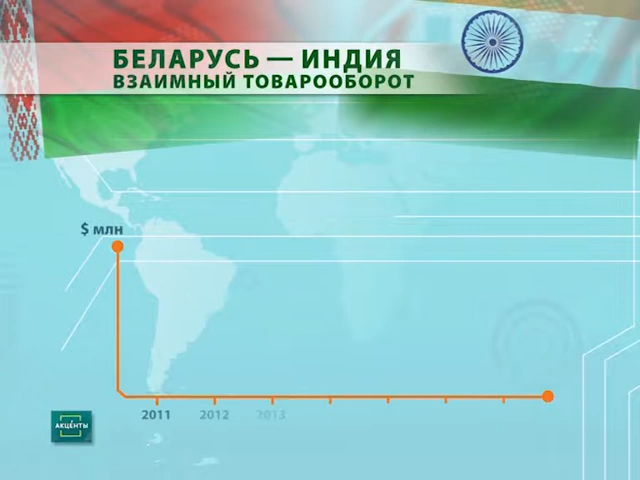 БЕЛАРУСЬ — ИНДИЯ
ВЗАИМНЫЙ ТОВАРООБОРОТ
$ млн
2011 2012 2013
АКЦЕНТЫ